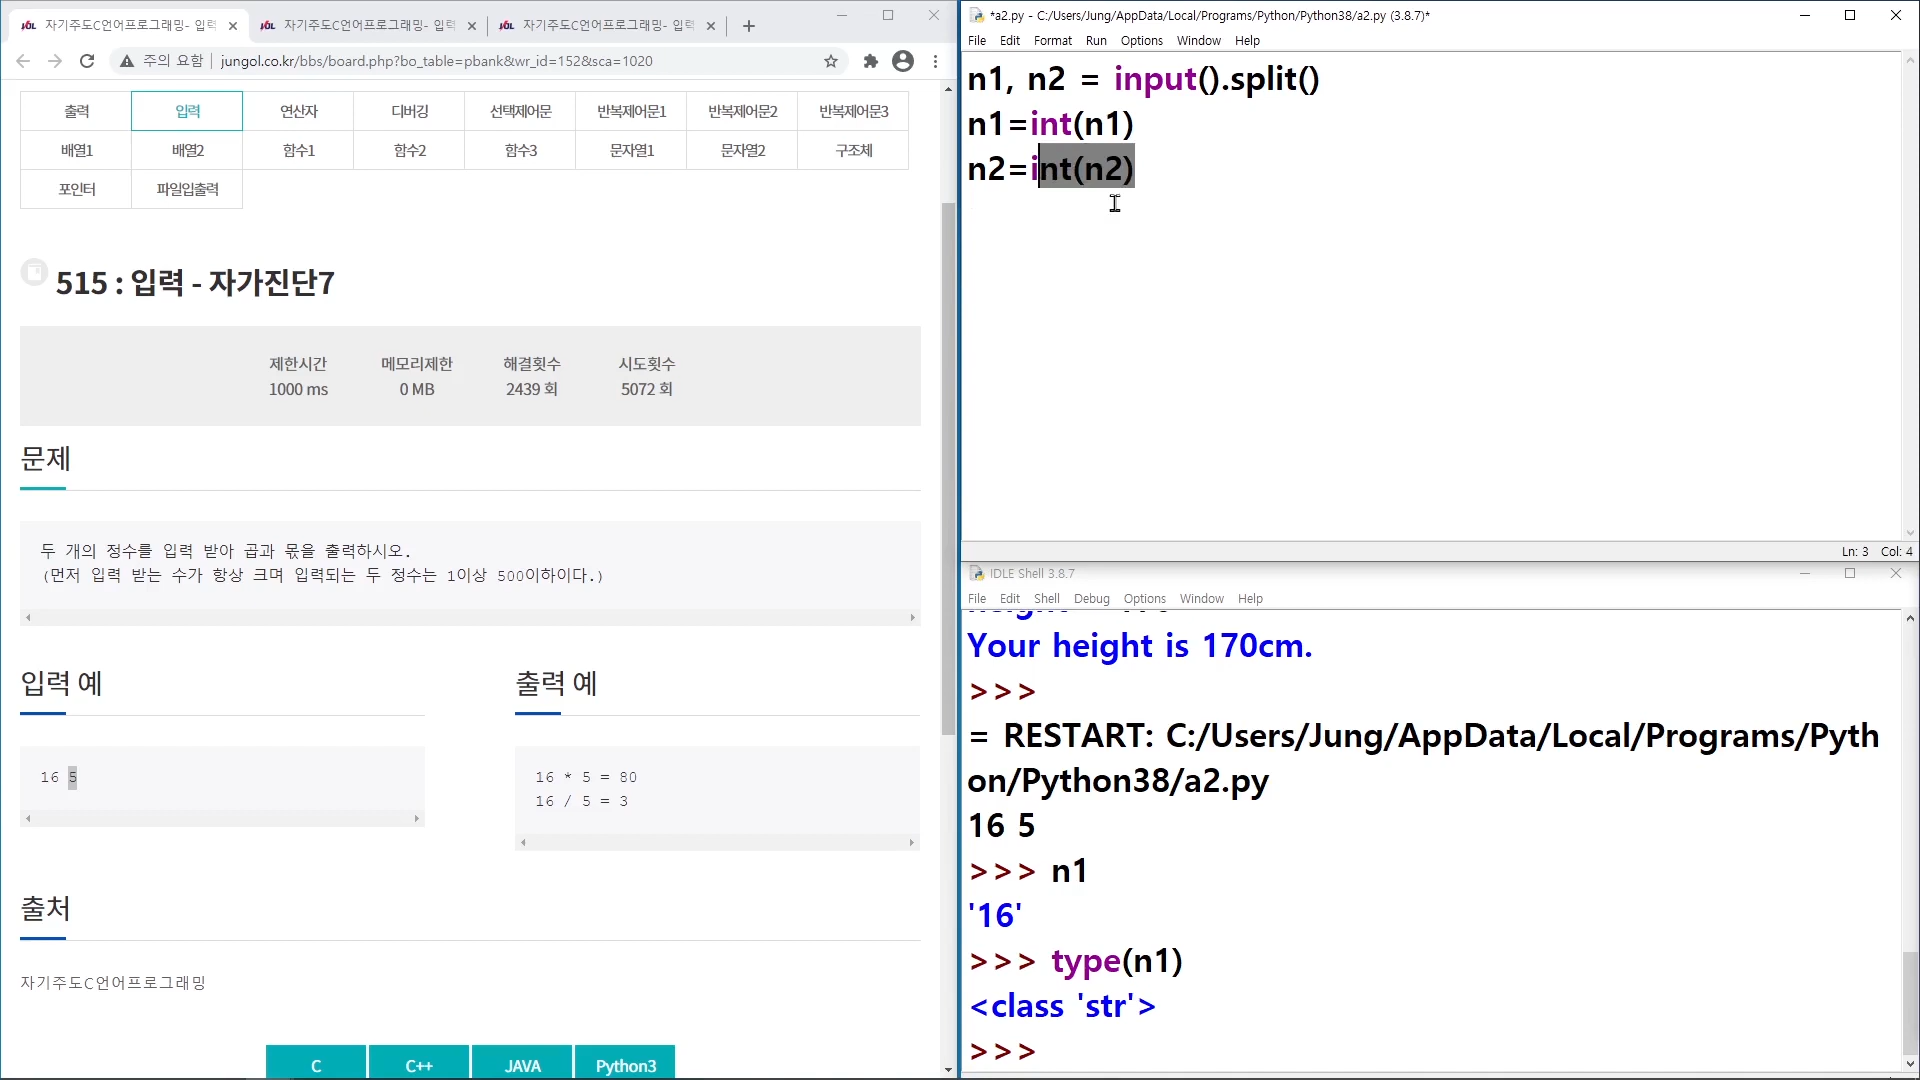 자기주도C언어프로그래밍- 입력
자기주도C언어프로그래밍- 입력
자기주도C언어프로그래밍- 입력
주의 요함 | jungol.co.kr/bbs/board.php?bo_table=pbank&wr_id=152&sca=1020
출력 입력 연산자 디버깅 선택제어문 반복제어문1 반복제어문2 반복제어문3
배열1 배열2 함수1 함수2 함수3 문자열1 문자열2 구조체
포인터 파일입출력
515 : 입력 - 자가진단7
제한시간 메모리제한 해결횟수 시도횟수
1000 ms 0 MB 2439 회 5072 회
문제
두 개의 정수를 입력 받아 곱과 몫을 출력하시오.
(먼저 입력 받는 수가 항상 크며 입력되는 두 정수는 1이상 500이하이다.)
입력 예
16 5
출력 예
16 * 5 = 80
16 / 5 = 3
출처
자기주도C언어프로그래밍
C C++ JAVA Python3
*a2.py - C:/Users/Jung/AppData/Local/Programs/Python/Python38/a2.py (3.8.7)*
File Edit Format Run Options Window Help
n1, n2 = input().split()
n1=int(n1)
n2=int(n2)
Ln: 3 Col: 4
IDLE Shell 3.8.7
File Edit Shell Debug Options Window Help
Your height is 170cm.
>>>
= RESTART: C:/Users/Jung/AppData/Local/Programs/Pyth
on/Python38/a2.py
16 5
>>> n1
'16'
>>> type(n1)
<class 'str'>
>>>